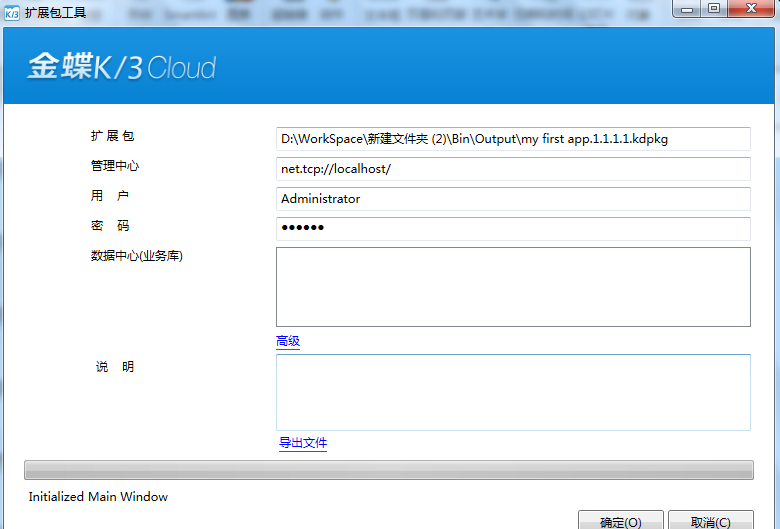 K/3 扩展包工具
金蝶K/3 Cloud
扩 展 包
D:\WorkSpace\新建文件夹 (2)\Bin\Output\my first app.1.1.1.1.kdpkg
管理中心
net.tcp://localhost/
用 户
Administrator
密 码
●●●●●●
数据中心(业务库)
高级
说 明
导出文件
Initialized Main Window
确定(O) 取消(C)